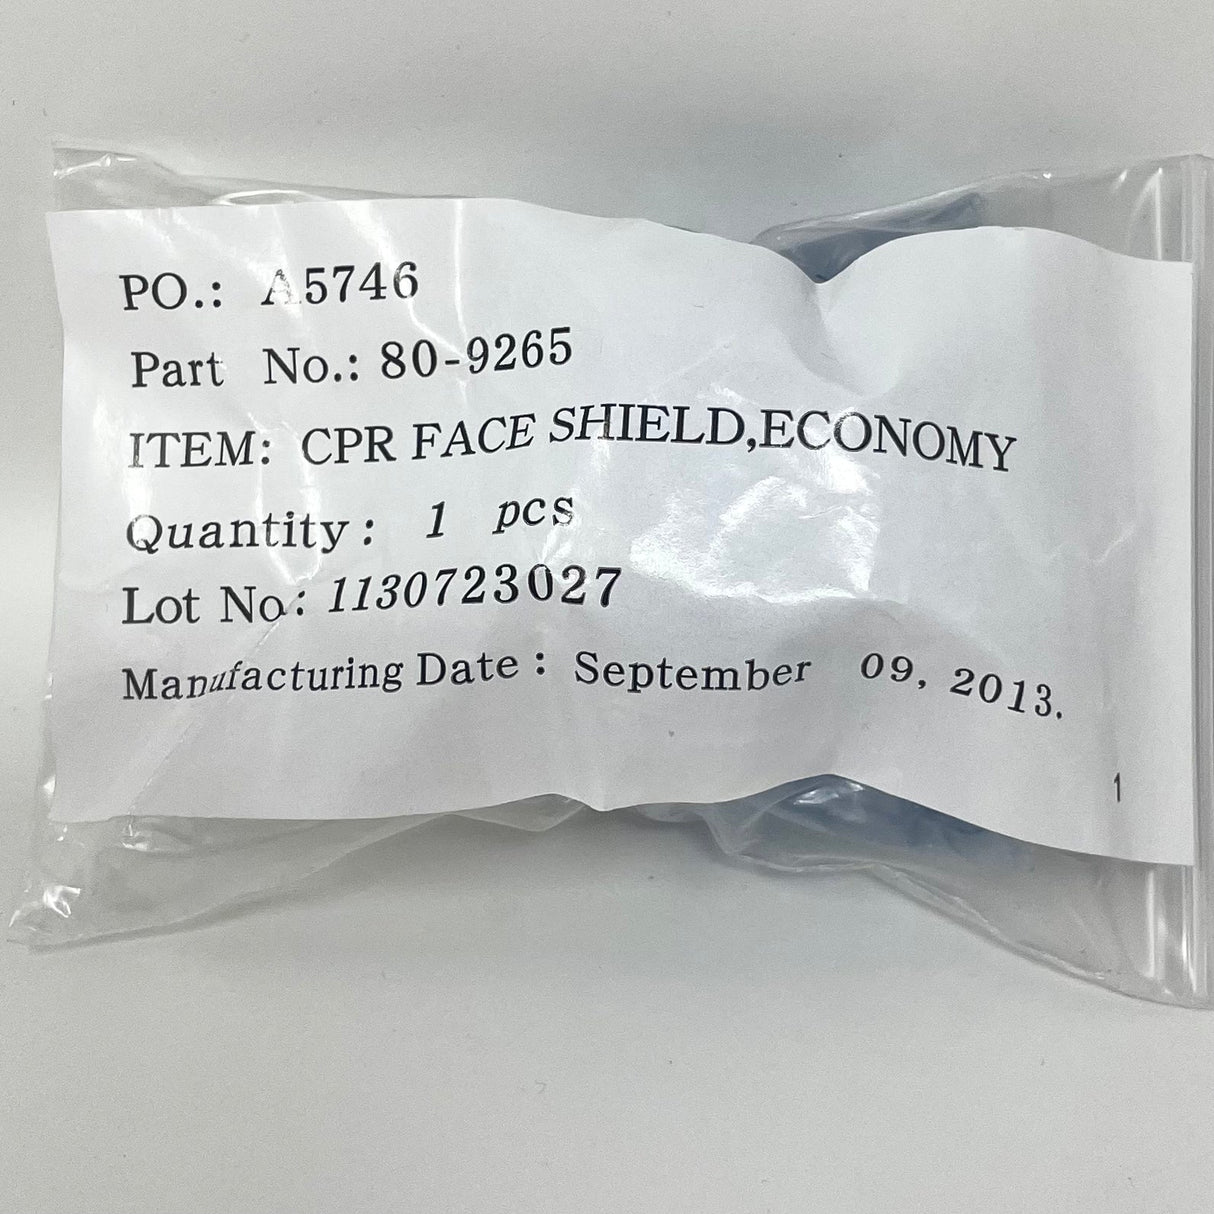 PO.: A5746
Part No.: 80-9265
ITEM: CPR FACE SHIELD,ECONOMY
Quantity: 1 pcs
Lot No: 1130723027
Manufacturing Date: September 09, 2013.
1